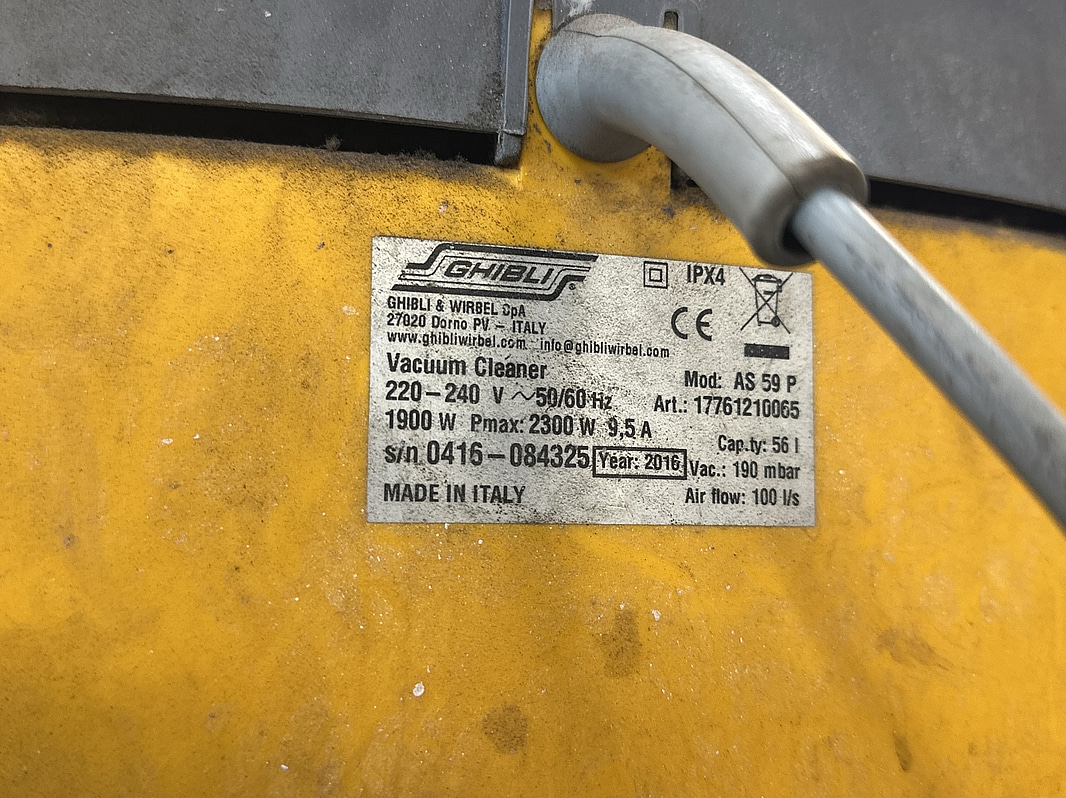 GHIBLI
IPX4
GHIBLI & WIRBEL SpA
27020 Dorno PV - ITALY
www.ghibliwirbel.com info@ghibliwirbel.com
CE
Vacuum Cleaner
Mod: AS 59 P
220-240 V ~50/60 Hz
Art.: 17761210065
1900 W Pmax: 2300 W 9,5 A
Cap.ty: 56 l
s/n 0416-084325 Year: 2016
Vac.: 190 mbar
MADE IN ITALY
Air flow: 100 l/s